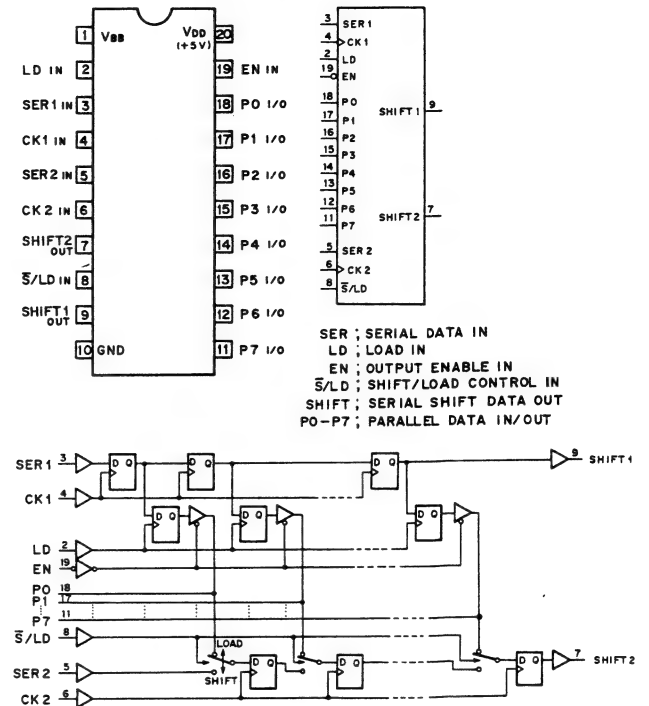 1 VBB
VDD 20
(+5V)
LD IN 2
19 EN IN
SER1 IN 3
18 P0 I/O
CK1 IN 4
17 P1 I/O
SER2 IN 5
16 P2 I/O
CK2 IN 6
15 P3 I/O
SHIFT2 OUT 7
14 P4 I/O
S̅/LD IN 8
13 P5 I/O
SHIFT1 OUT 9
12 P6 I/O
10 GND
11 P7 I/O
3 SER1
4 CK1
2 LD
19 EN
18 P0
SHIFT1 9
17 P1
16 P2
15 P3
14 P4
13 P5
12 P6
SHIFT2 7
11 P7
5 SER2
6 CK2
8 S̅/LD
SER ; SERIAL DATA IN
LD ; LOAD IN
EN ; OUTPUT ENABLE IN
S̅/LD ; SHIFT/LOAD CONTROL IN
SHIFT ; SERIAL SHIFT DATA OUT
P0-P7 ; PARALLEL DATA IN/OUT
SER1 3
D Q
D Q
D Q
9 SHIFT1
CK1 4
D Q
D Q
D Q
LD 2
EN 19
P0 18
P1 17
P7 11
S̅/LD 8
LOAD
D Q
D Q
D Q
7 SHIFT2
SER2 5
SHIFT
CK2 6